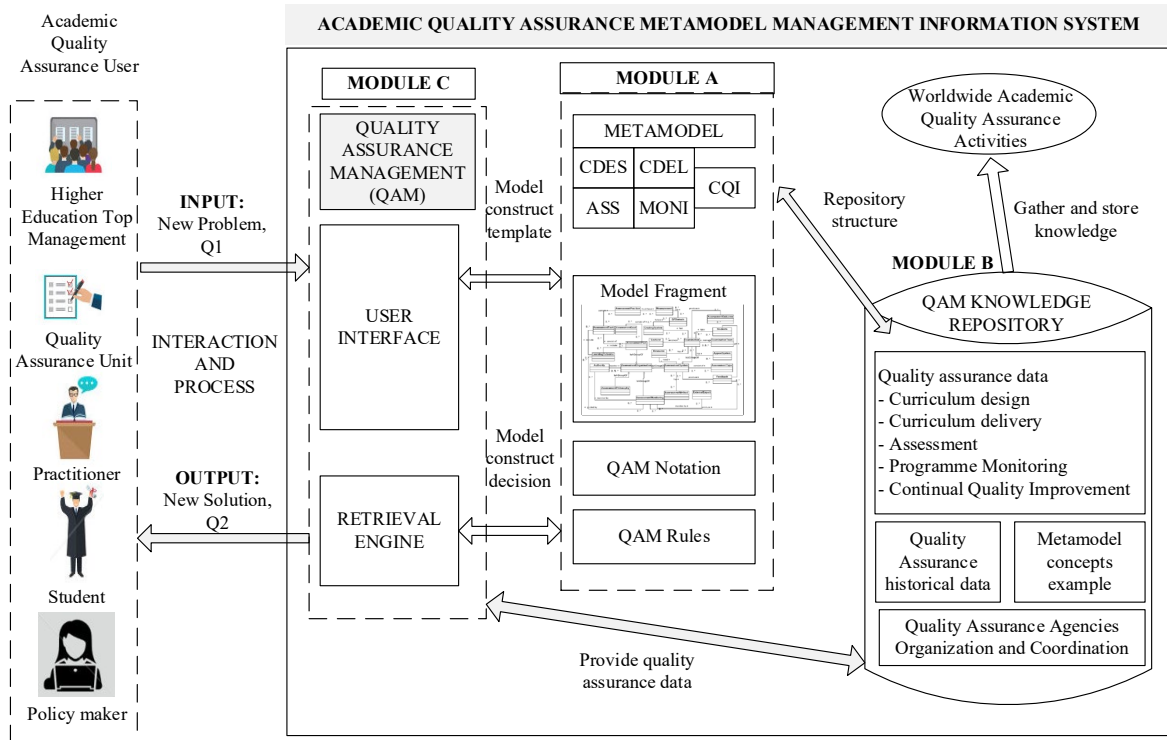 Academic
Quality
Assurance User
Higher
Education Top
Management
Quality
Assurance Unit
Practitioner
Student
Policy maker
INPUT:
New Problem,
Q1
INTERACTION
AND
PROCESS
OUTPUT:
New Solution,
Q2
ACADEMIC QUALITY ASSURANCE METAMODEL MANAGEMENT INFORMATION SYSTEM
MODULE C
QUALITY
ASSURANCE
MANAGEMENT
(QAM)
USER
INTERFACE
RETRIEVAL
ENGINE
Model
construct
template
Model
construct
decision
MODULE A
METAMODEL
CDES CDEL
CQI
ASS MONI
Model Fragment
QAM Notation
QAM Rules
Repository
structure
Provide quality
assurance data
Worldwide Academic
Quality Assurance
Activities
Gather and store
knowledge
MODULE B
QAM KNOWLEDGE
REPOSITORY
Quality assurance data
- Curriculum design
- Curriculum delivery
- Assessment
- Programme Monitoring
- Continual Quality Improvement
Quality
Assurance
historical data
Metamodel
concepts
example
Quality Assurance Agencies
Organization and Coordination